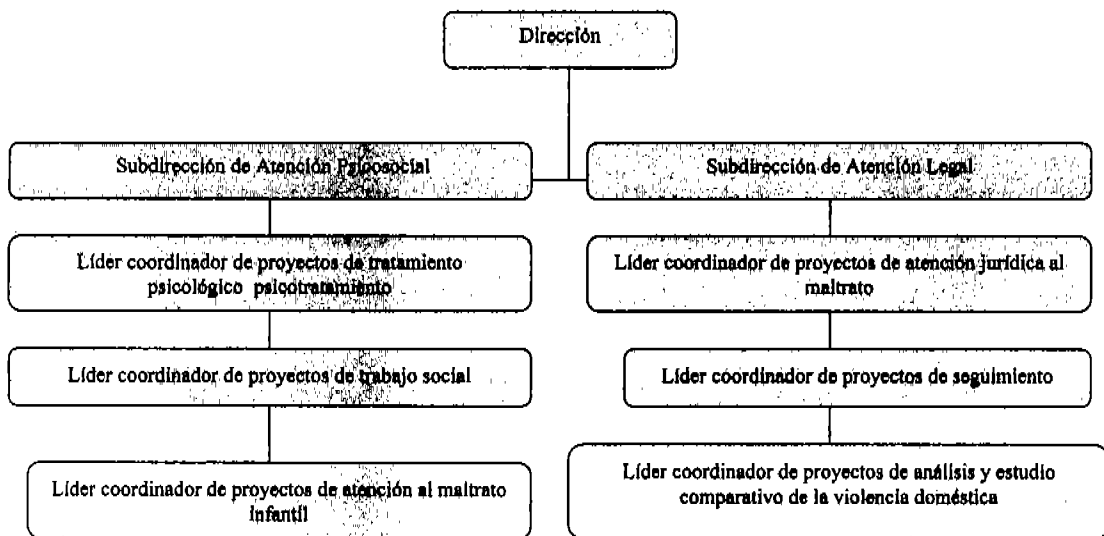 Dirección
Subdirección de Atención Psicosocial
Subdirección de Atención Legal
Líder coordinador de proyectos de tratamiento
psicológico psicotratamiento
Líder coordinador de proyectos de atención jurídica al
maltrato
Líder coordinador de proyectos de trabajo social
Líder coordinador de proyectos de seguimiento
Líder coordinador de proyectos de atención al maltrato
infantil
Líder coordinador de proyectos de análisis y estudio
comparativo de la violencia doméstica